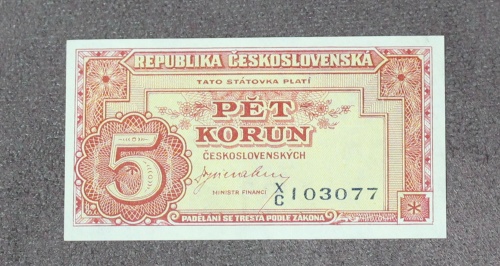 REPUBLIKA ČESKOSLOVENSKÁ
TATO STÁTOVKA PLATÍ
PĚT
KORUN
ČESKOSLOVENSKÝCH
5
MINISTR FINANCÍ
X/C 103077
PADĚLÁNÍ SE TRESTÁ PODLE ZÁKONA